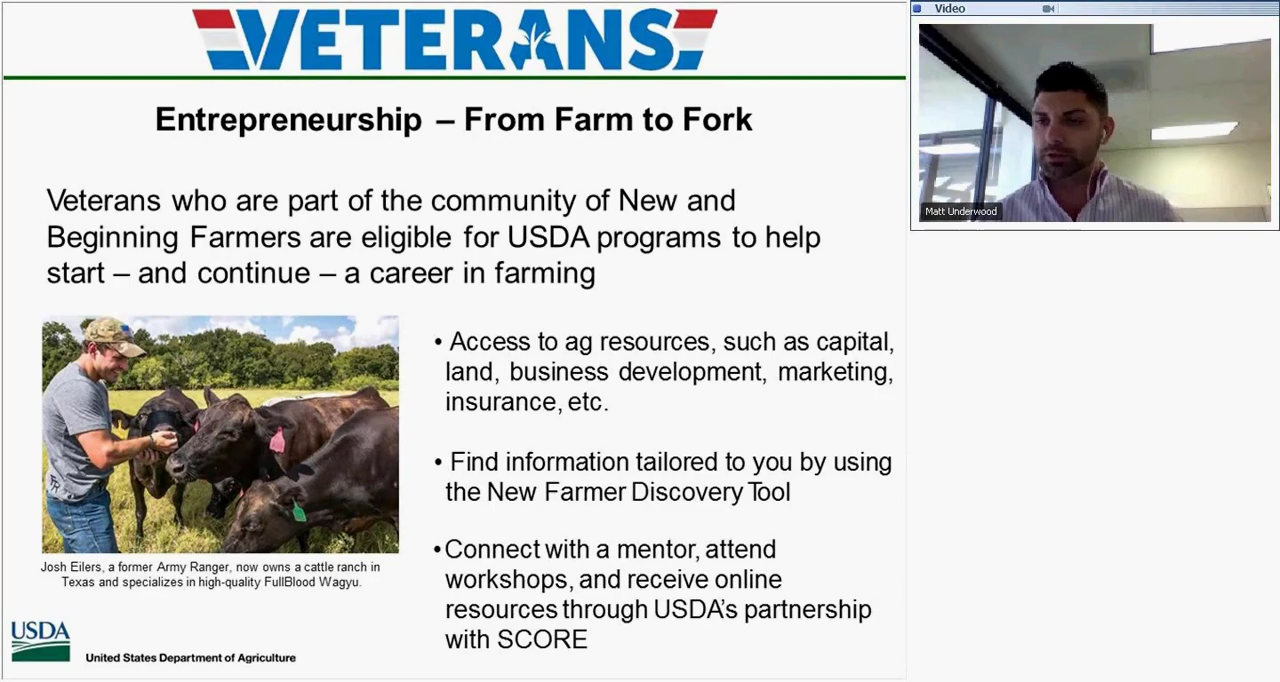 VETERANS
Entrepreneurship – From Farm to Fork
Veterans who are part of the community of New and
Beginning Farmers are eligible for USDA programs to help
start – and continue – a career in farming
• Access to ag resources, such as capital,
land, business development, marketing,
insurance, etc.
• Find information tailored to you by using
the New Farmer Discovery Tool
• Connect with a mentor, attend
workshops, and receive online
resources through USDA's partnership
with SCORE
Josh Eilers, a former Army Ranger, now owns a cattle ranch in
Texas and specializes in high-quality FullBlood Wagyu.
USDA
United States Department of Agriculture
Video
Matt Underwood